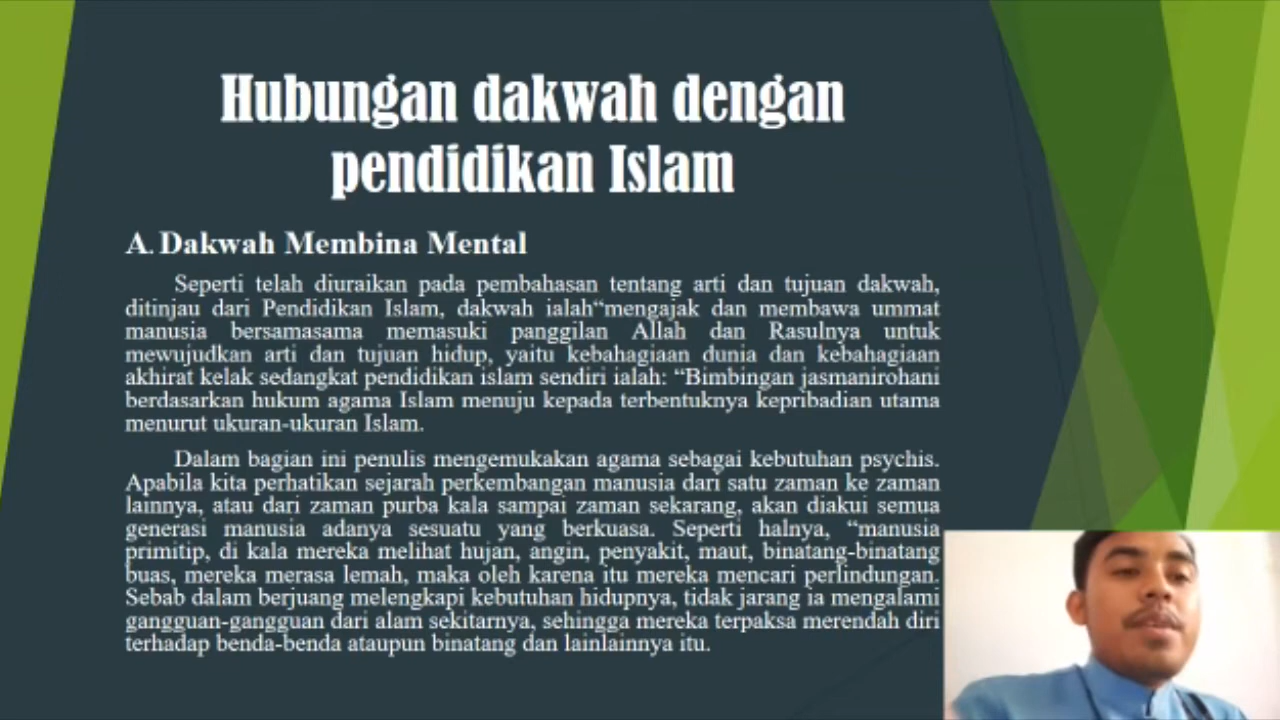 Hubungan dakwah dengan
pendidikan Islam
A. Dakwah Membina Mental
Seperti telah diuraikan pada pembahasan tentang arti dan tujuan dakwah,
ditinjau dari Pendidikan Islam, dakwah ialah“mengajak dan membawa ummat
manusia bersamasama memasuki panggilan Allah dan Rasulnya untuk
mewujudkan arti dan tujuan hidup, yaitu kebahagiaan dunia dan kebahagiaan
akhirat kelak sedangkat pendidikan islam sendiri ialah: “Bimbingan jasmanirohani
berdasarkan hukum agama Islam menuju kepada terbentuknya kepribadian utama
menurut ukuran-ukuran Islam.
Dalam bagian ini penulis mengemukakan agama sebagai kebutuhan psychis.
Apabila kita perhatikan sejarah perkembangan manusia dari satu zaman ke zaman
lainnya, atau dari zaman purba kala sampai zaman sekarang, akan diakui semua
generasi manusia adanya sesuatu yang berkuasa. Seperti halnya, “manusia
primitip, di kala mereka melihat hujan, angin, penyakit, maut, binatang-binatang
buas, mereka merasa lemah, maka oleh karena itu mereka mencari perlindungan.
Sebab dalam berjuang melengkapi kebutuhan hidupnya, tidak jarang ia mengalami
gangguan-gangguan dari alam sekitarnya, sehingga mereka terpaksa merendah diri
terhadap benda-benda ataupun binatang dan lainlainnya itu.